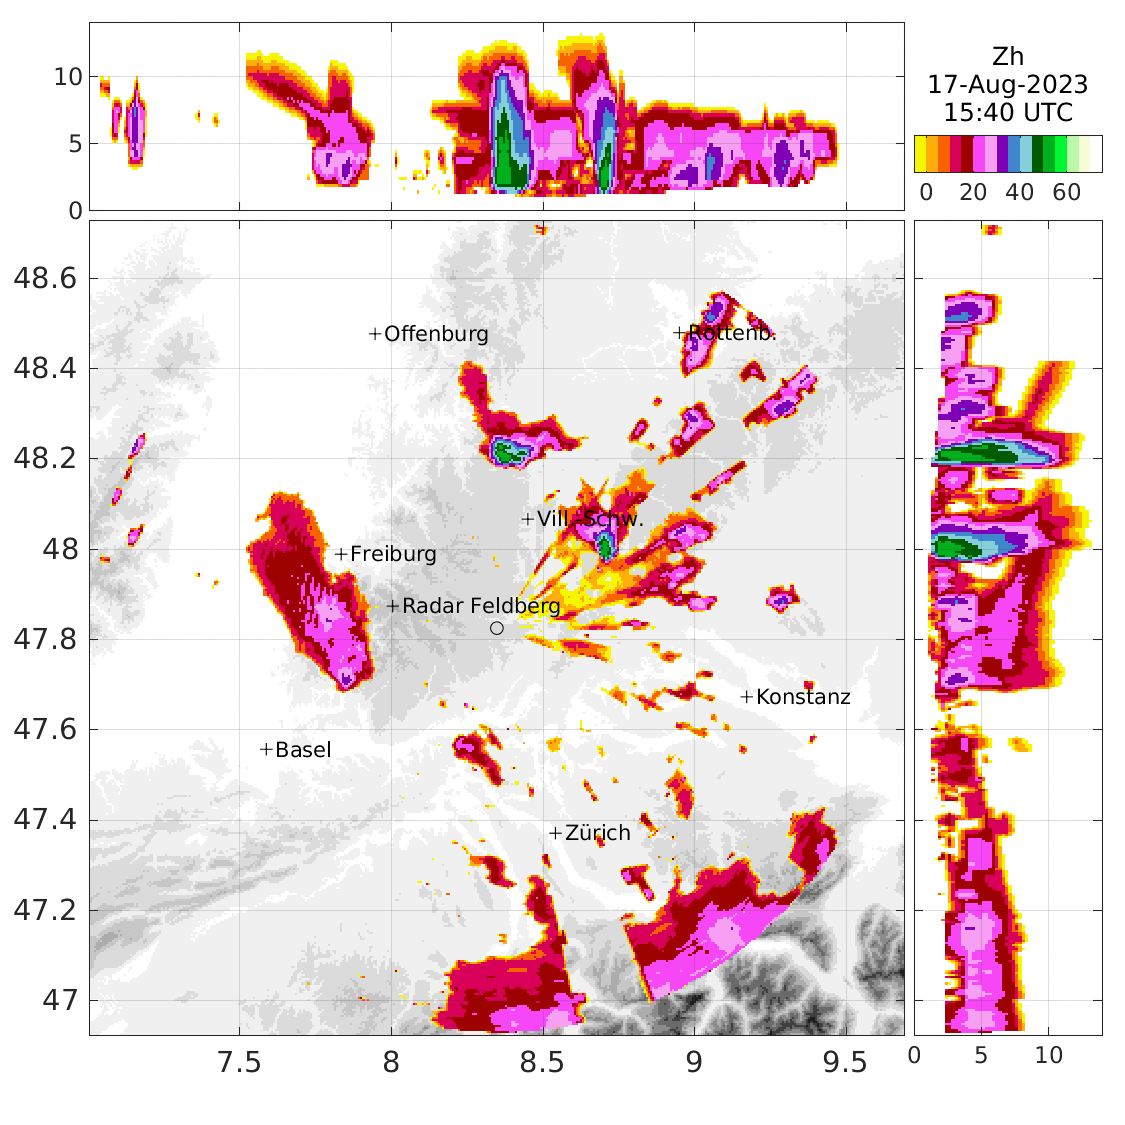 Zh
17-Aug-2023
15:40 UTC
0 20 40 60
10
5
0
48.6
48.4
48.2
48
47.8
47.6
47.4
47.2
47
+Offenburg
+Rottenb.
+Vill.-Schw.
+Freiburg
+Radar Feldberg
+Konstanz
+Basel
+Zürich
7.5 8 8.5 9 9.5
0 5 10